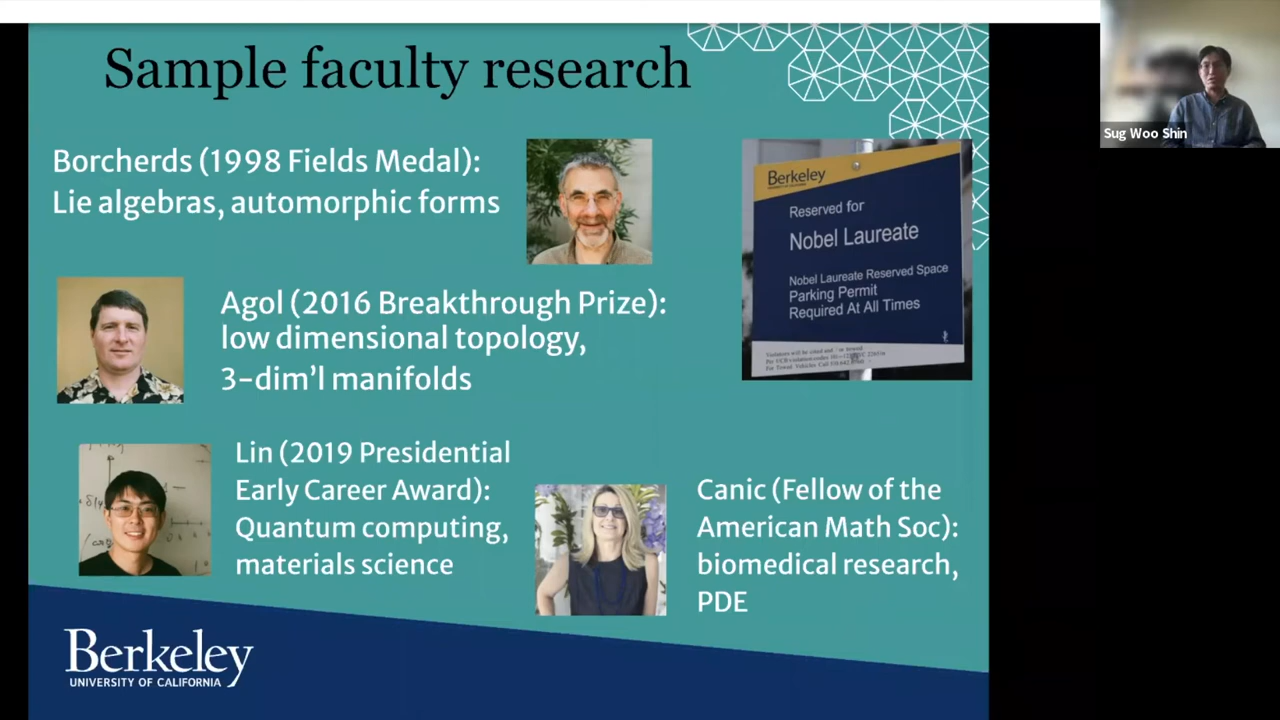 Sample faculty research
Sug Woo Shin
Borcherds (1998 Fields Medal):
Lie algebras, automorphic forms
Berkeley
Reserved for
Nobel Laureate
Nobel Laureate Reserved Space
Parking Permit
Required At All Times
Agol (2016 Breakthrough Prize):
low dimensional topology,
3-dim'l manifolds
Lin (2019 Presidential
Early Career Award):
Quantum computing,
materials science
Canic (Fellow of the
American Math Soc):
biomedical research,
PDE
Berkeley
UNIVERSITY OF CALIFORNIA